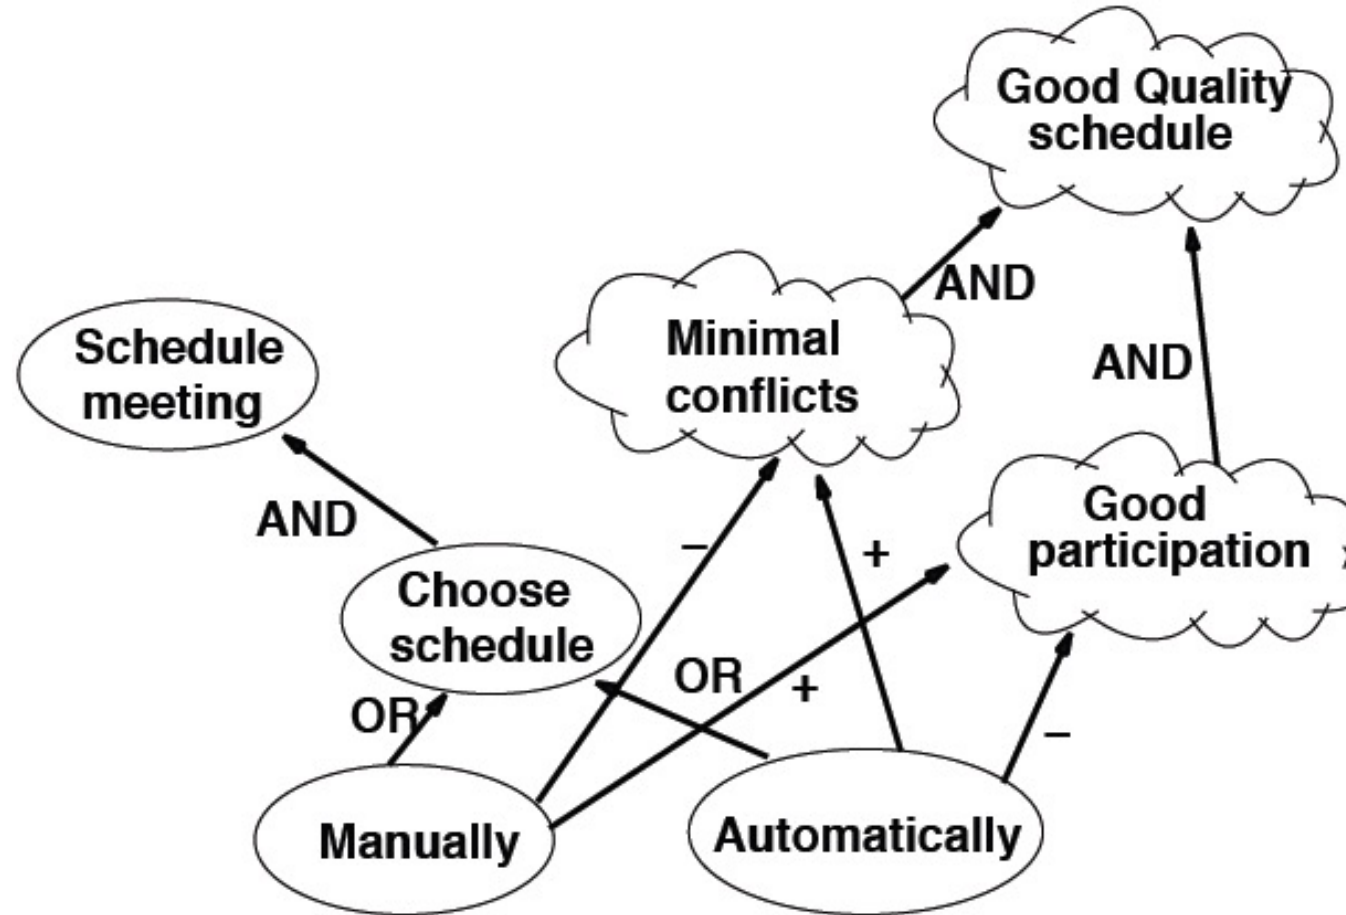 Good Quality
schedule
AND
Minimal
conflicts
Schedule
meeting
AND
Good
participation
AND
–
+
Choose
schedule
OR
+
OR
–
Manually
Automatically